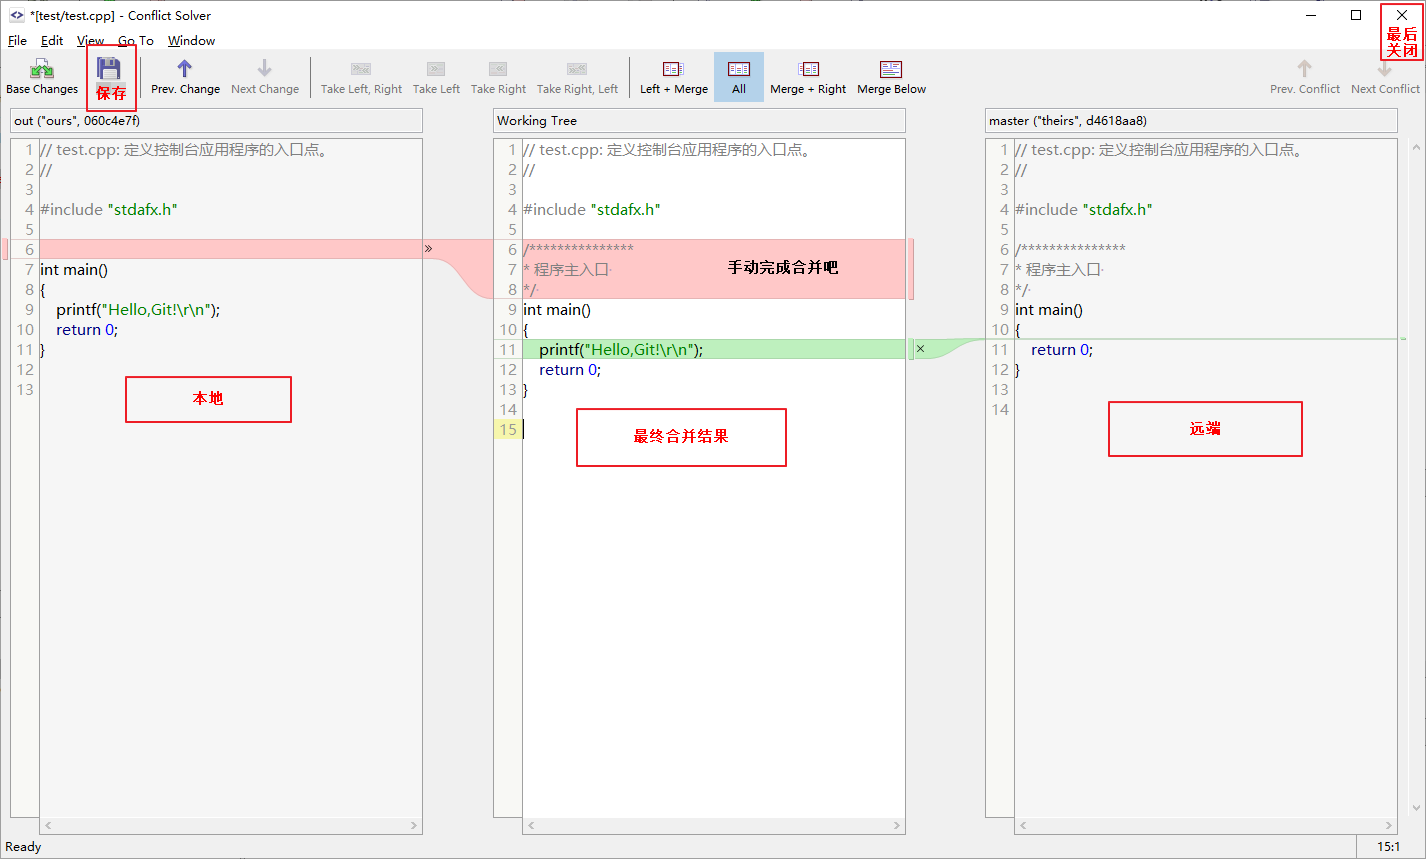 *[test/test.cpp] - Conflict Solver
最后
关闭
File Edit View Go To Window
Base Changes 保存 Prev. Change Next Change Take Left, Right Take Left Take Right Take Right, Left Left + Merge All Merge + Right Merge Below Prev. Conflict Next Conflict
out ("ours", 060c4e7f)
1 // test.cpp: 定义控制台应用程序的入口点。
2 //
3
4 #include "stdafx.h"
5
6 »
7 int main()
8 {
9 printf("Hello,Git!\r\n");
10 return 0;
11 }
12
13
本地
Working Tree
1 // test.cpp: 定义控制台应用程序的入口点。
2 //
3
4 #include "stdafx.h"
5
6 /***************
7 * 程序主入口·
8 */·
手动完成合并吧
9 int main()
10 {
11 printf("Hello,Git!\r\n");
12 return 0;
13 }
14
15
最终合并结果
master ("theirs", d4618aa8)
1 // test.cpp: 定义控制台应用程序的入口点。
2 //
3
4 #include "stdafx.h"
5
6 /***************
7 * 程序主入口·
8 */·
9 int main()
10 {
11 return 0;
12 }
13
14
远端
Ready 15:1